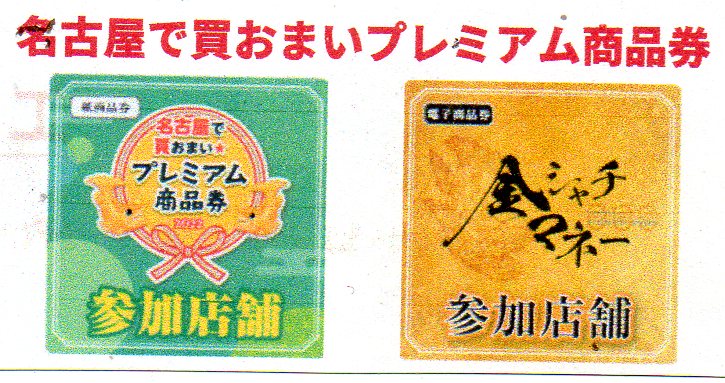 名古屋で買おまいプレミアム商品券
紙商品券
名古屋で
買おまい★
プレミアム
商品券
参加店舗
電子商品券
金シャチ
マネー
参加店舗